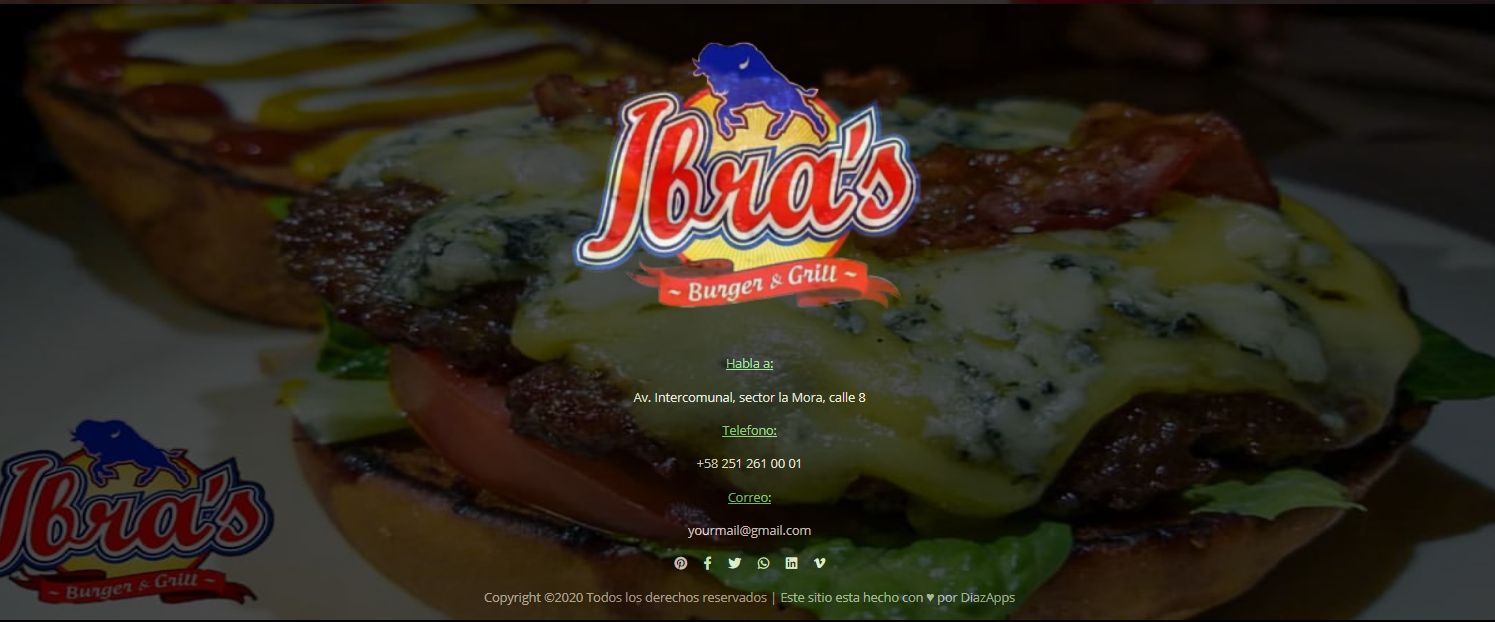 Ibra's
~ Burger & Grill ~
Habla a:
Av. Intercomunal, sector la Mora, calle 8
Telefono:
+58 251 261 00 01
Correo:
yourmail@gmail.com
Copyright ©2020 Todos los derechos reservados | Este sitio esta hecho con ♥ por DiazApps
Ibra's
~ Burger & Grill ~